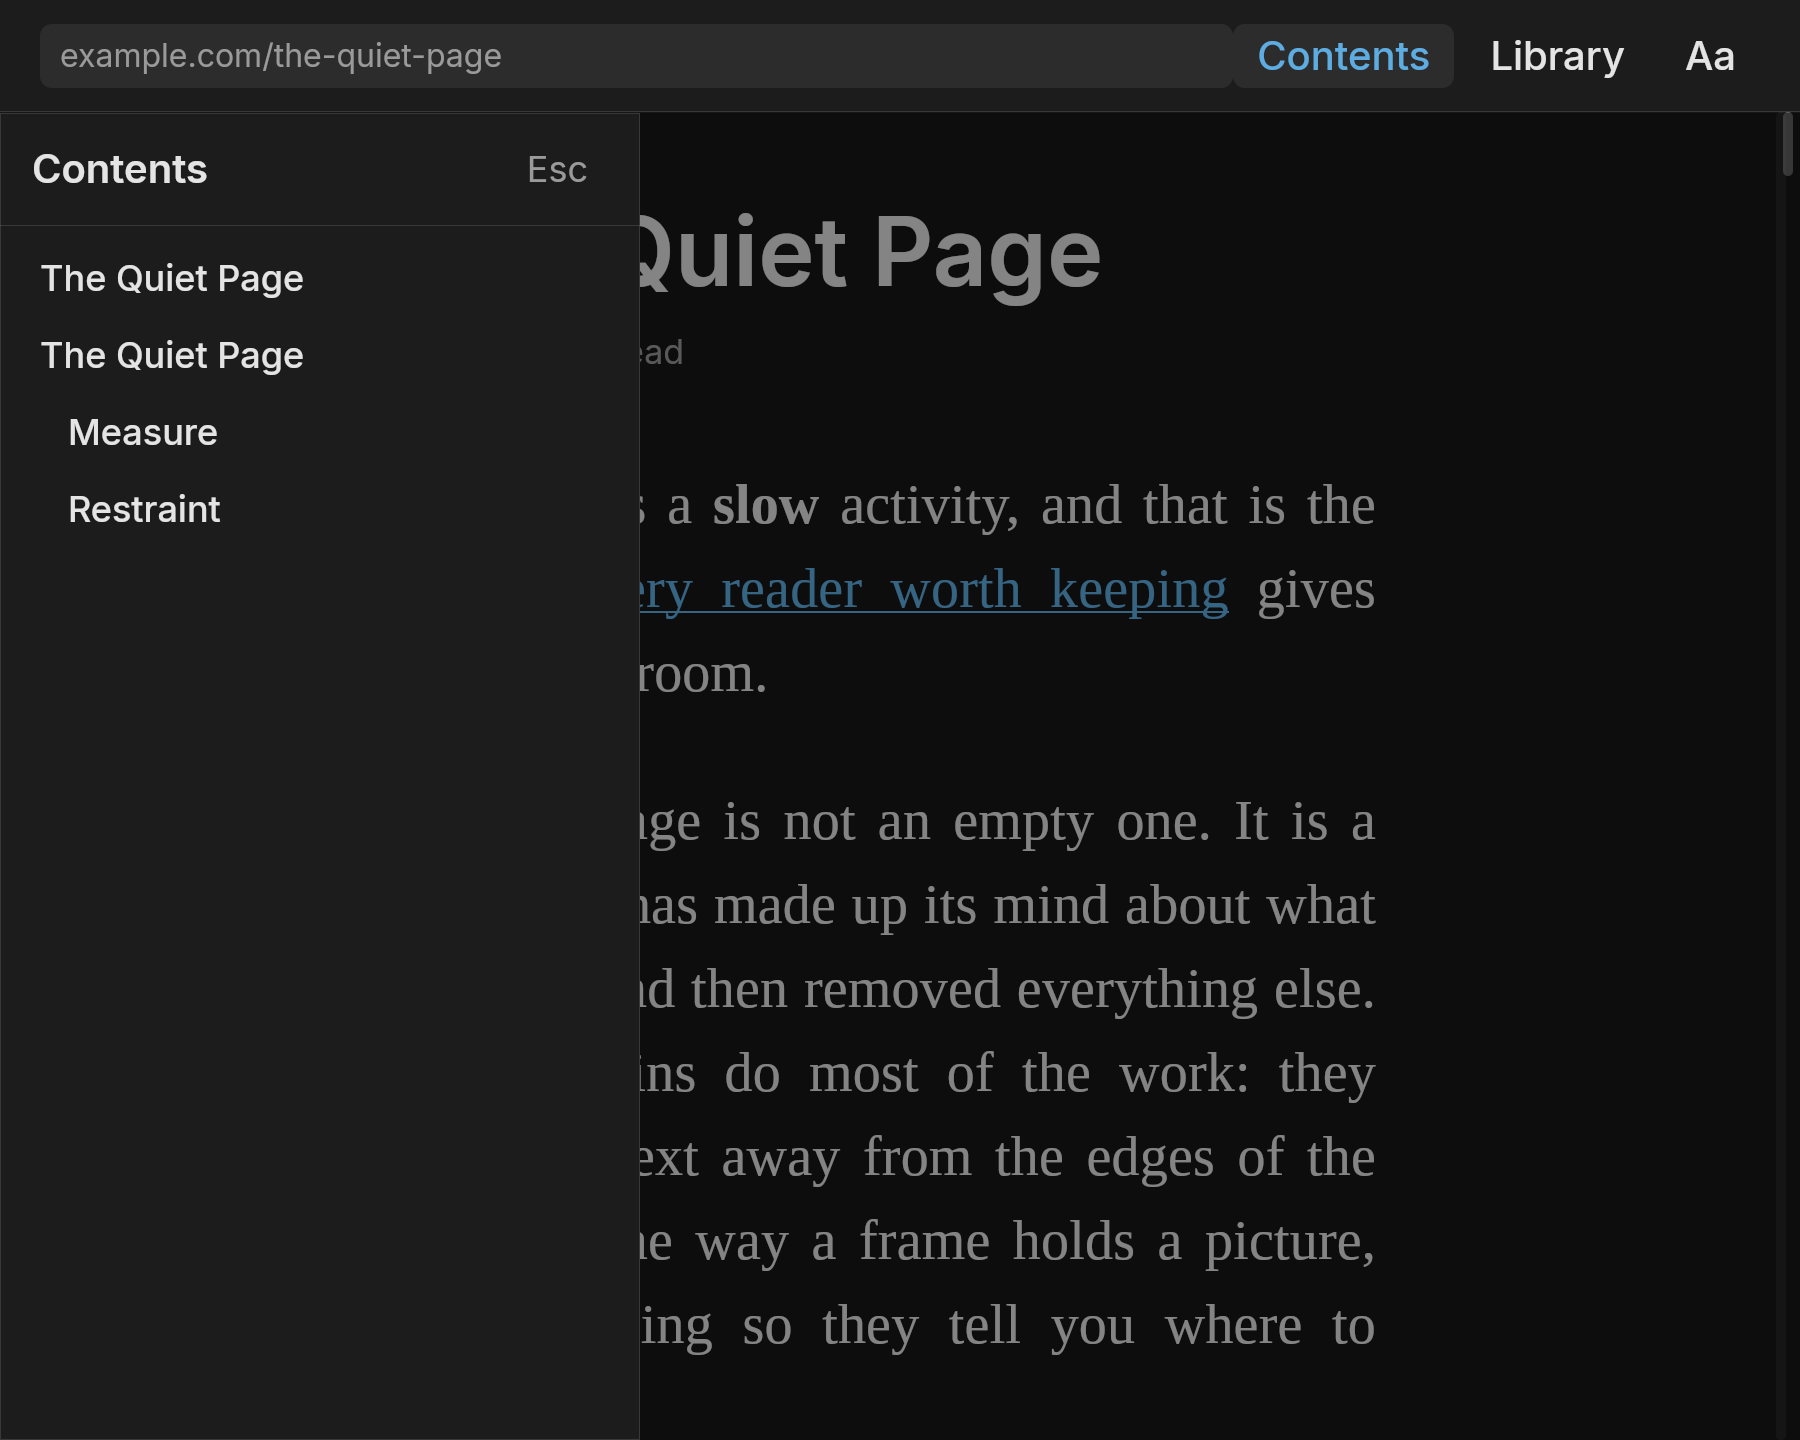 example.com/the-quiet-page
Contents
Library
Aa
Contents
Esc
The Quiet Page
The Quiet Page
Measure
Restraint
Quiet Page
a slow activity, and that is the
reader worth keeping gives
room.
is not an empty one. It is a
made up its mind about what
then removed everything else.
do most of the work: they
away from the edges of the
way a frame holds a picture,
so they tell you where to